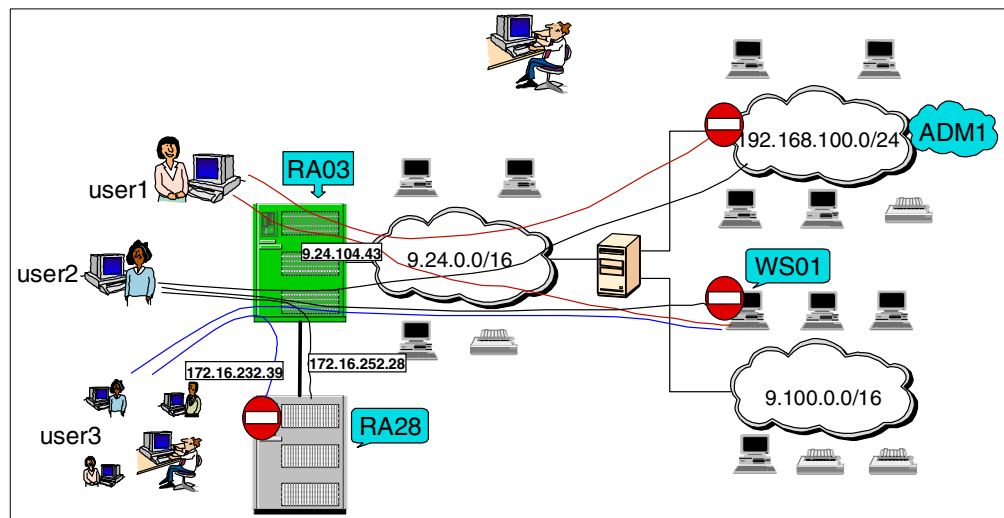 192.168.100.0/24
ADM1
RA03
user1
9.24.104.43
9.24.0.0/16
user2
WS01
172.16.232.39
172.16.252.28
9.100.0.0/16
RA28
user3